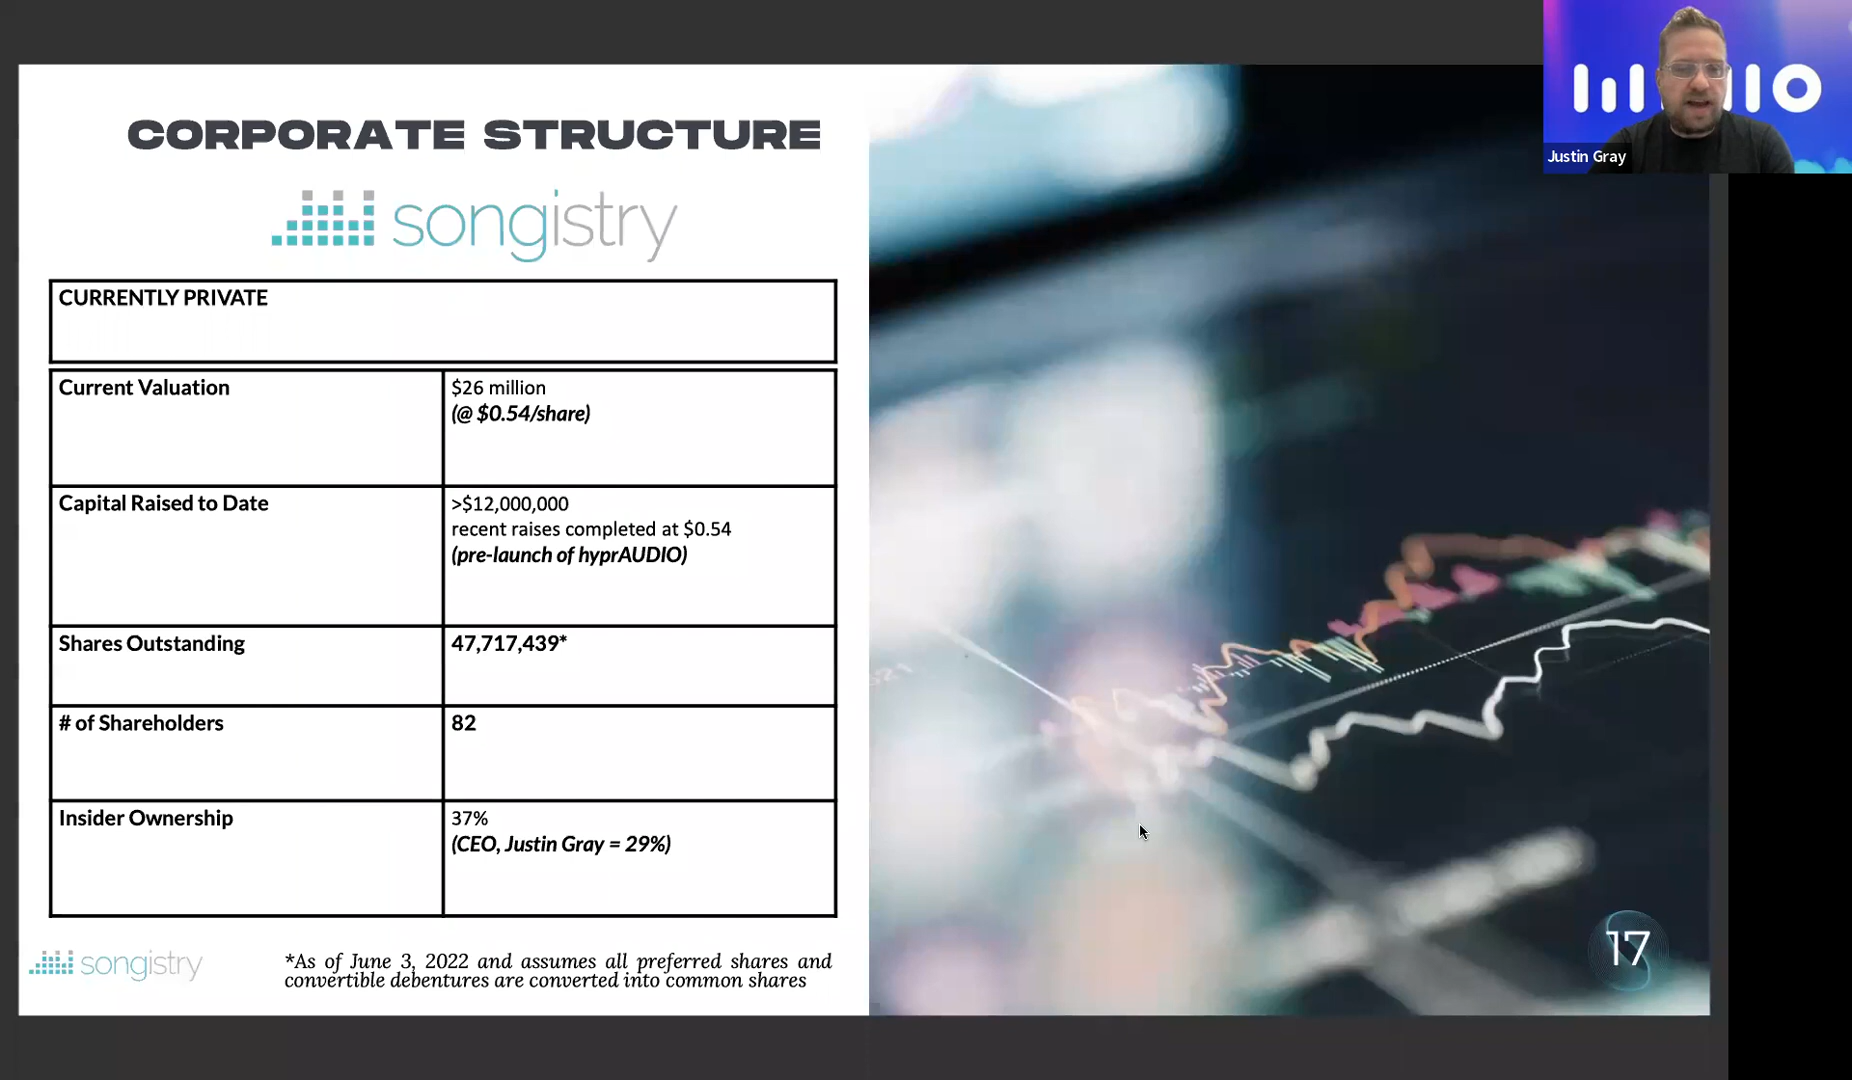 CORPORATE STRUCTURE
songistry
CURRENTLY PRIVATE
Current Valuation
$26 million
(@ $0.54/share)
Capital Raised to Date
>$12,000,000
recent raises completed at $0.54
(pre-launch of hyprAUDIO)
Shares Outstanding
47,717,439*
# of Shareholders
82
Insider Ownership
37%
(CEO, Justin Gray = 29%)
songistry
*As of June 3, 2022 and assumes all preferred shares and
convertible debentures are converted into common shares
17
Justin Gray